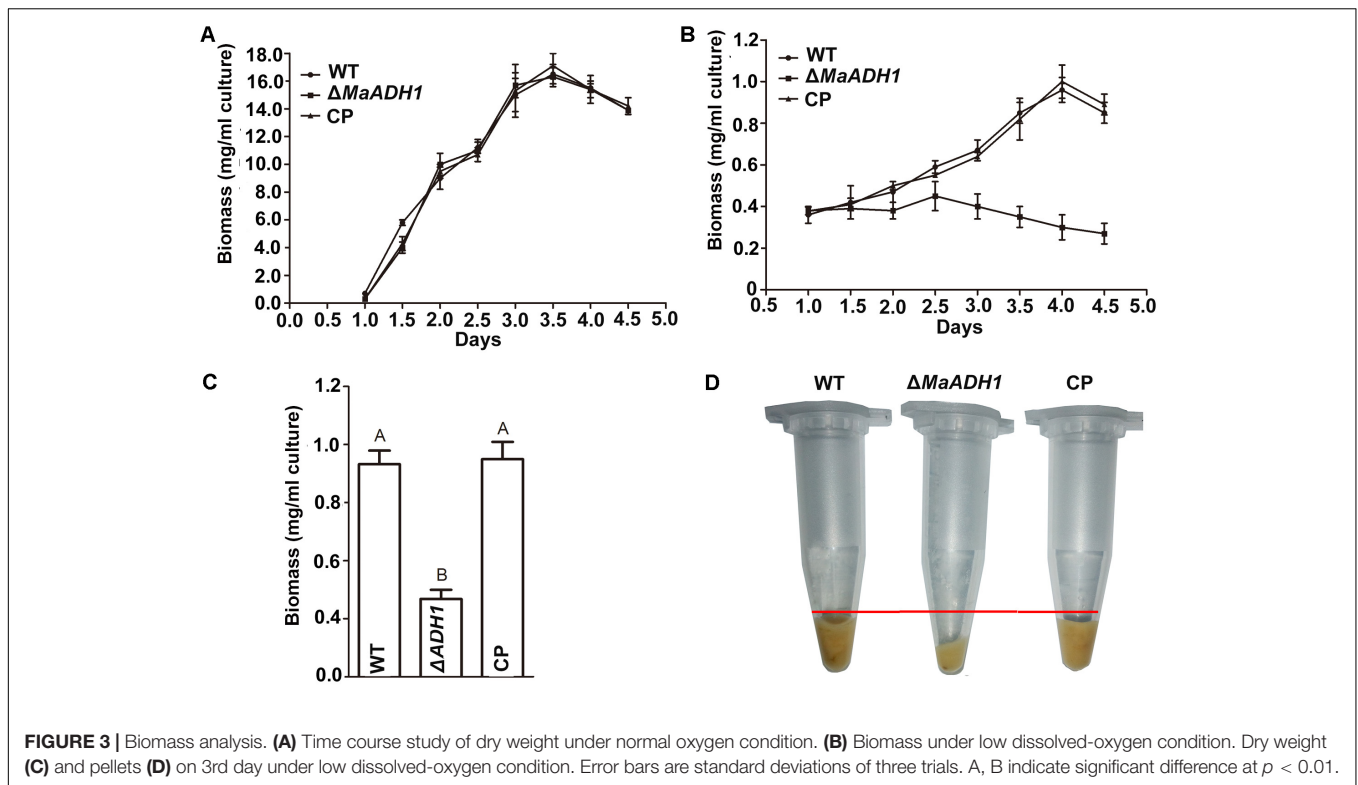 A
Biomass (mg/ml culture)
18.0
16.0
14.0
12.0
10.0
8.0
6.0
4.0
2.0
0.0
WT
ΔMaADH1
CP
0.0 0.5 1.0 1.5 2.0 2.5 3.0 3.5 4.0 4.5 5.0
Days
B
Biomass (mg/ml culture)
1.2
1.0
0.8
0.6
0.4
0.2
0
WT
ΔMaADH1
CP
0.5 1.0 1.5 2.0 2.5 3.0 3.5 4.0 4.5 5.0
Days
C
Biomass (mg/ml culture)
1.2
1.0
0.8
0.6
0.4
0.0
A
B
A
WT
ΔADH1
CP
D
WT ΔMaADH1 CP
FIGURE 3 | Biomass analysis. (A) Time course study of dry weight under normal oxygen condition. (B) Biomass under low dissolved-oxygen condition. Dry weight
(C) and pellets (D) on 3rd day under low dissolved-oxygen condition. Error bars are standard deviations of three trials. A, B indicate significant difference at p < 0.01.